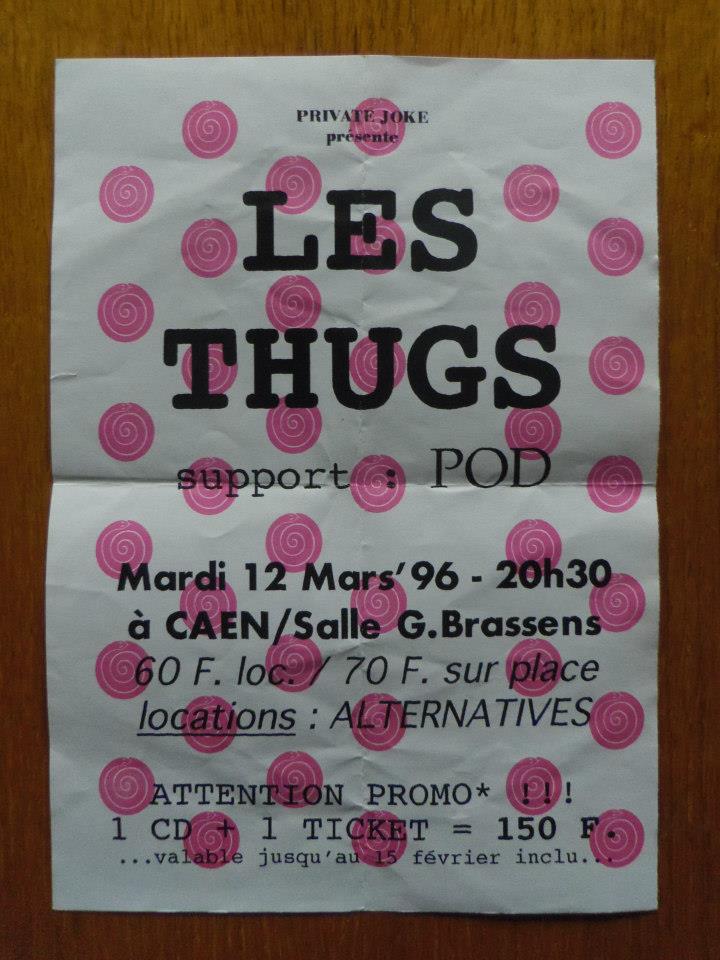 PRIVATE JOKE
présente
LES
THUGS
support : POD
Mardi 12 Mars'96 - 20h30
à CAEN/Salle G.Brassens
60 F. loc. / 70 F. sur place
locations : ALTERNATIVES
ATTENTION PROMO* !!!
1 CD + 1 TICKET = 150 F.
...valable jusqu'au 15 février inclu...